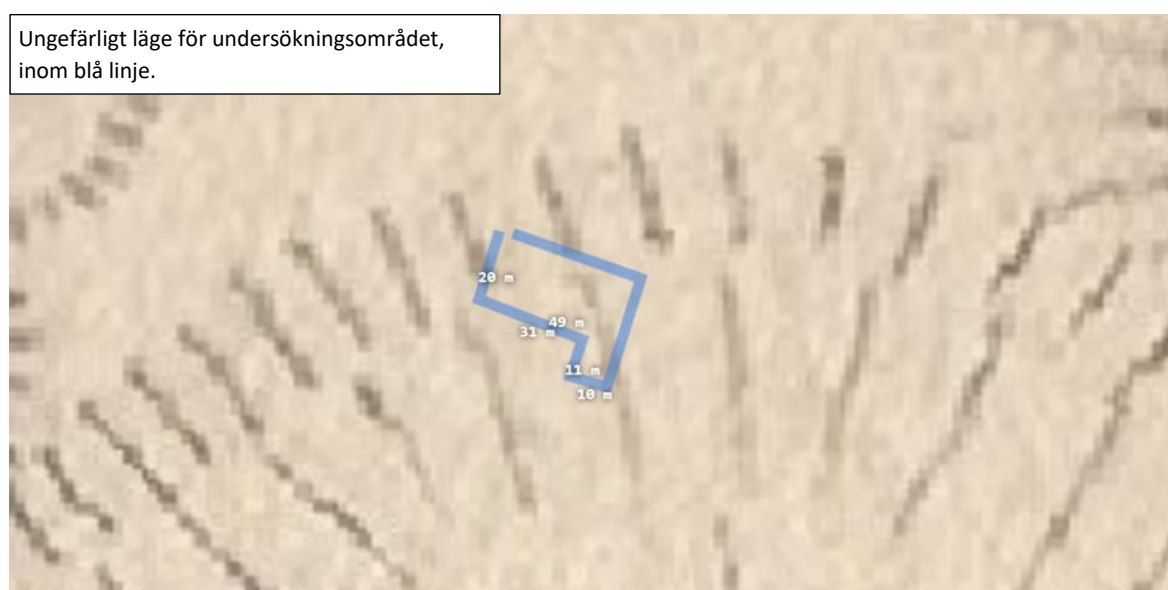 Ungefärligt läge för undersökningsområdet,
inom blå linje.
20 m
49 m
31 m
11 m
10 m